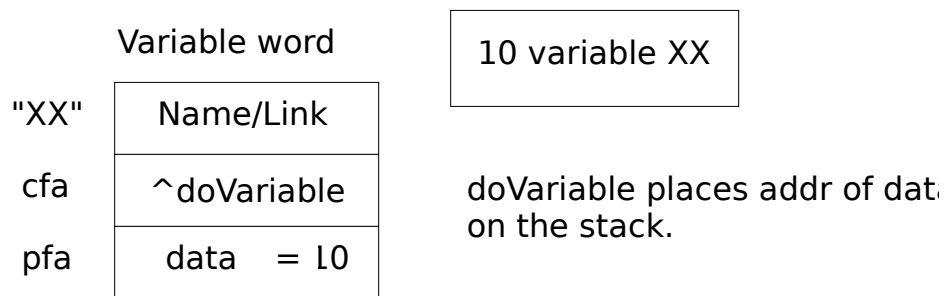 Variable word
10 variable XX
"XX" Name/Link
cfa ^doVariable
doVariable places addr of data
on the stack.
pfa data = 10